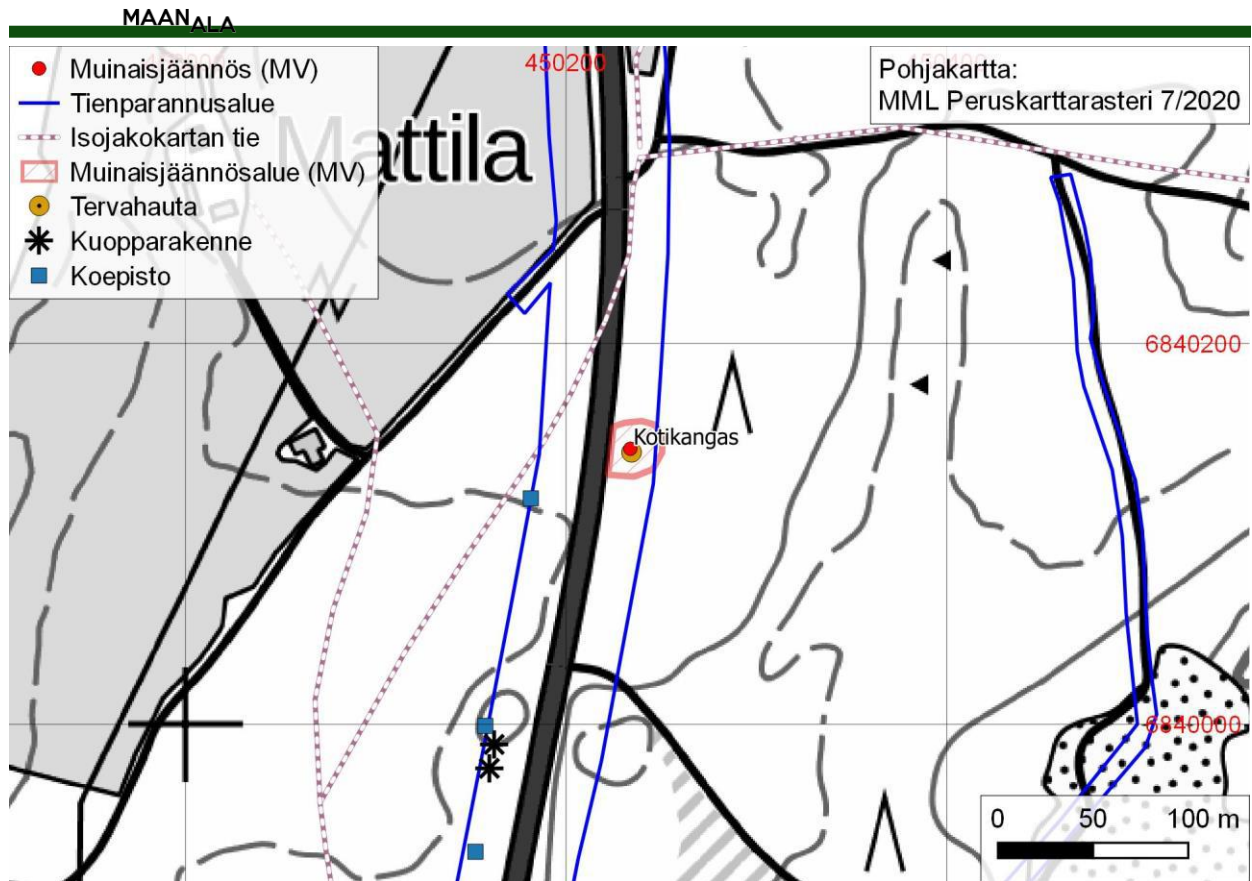 MAANALA
Muinaisjäännös (MV)
Tienparannusalue
Isojakokartan tie
Muinaisjäännösalue (MV)
Tervahauta
Kuopparakenne
Koepisto
450200
Pohjakartta:
MML Peruskarttarasteri 7/2020
Mattila
6840200
Kotikangas
6840000
0 50 100 m